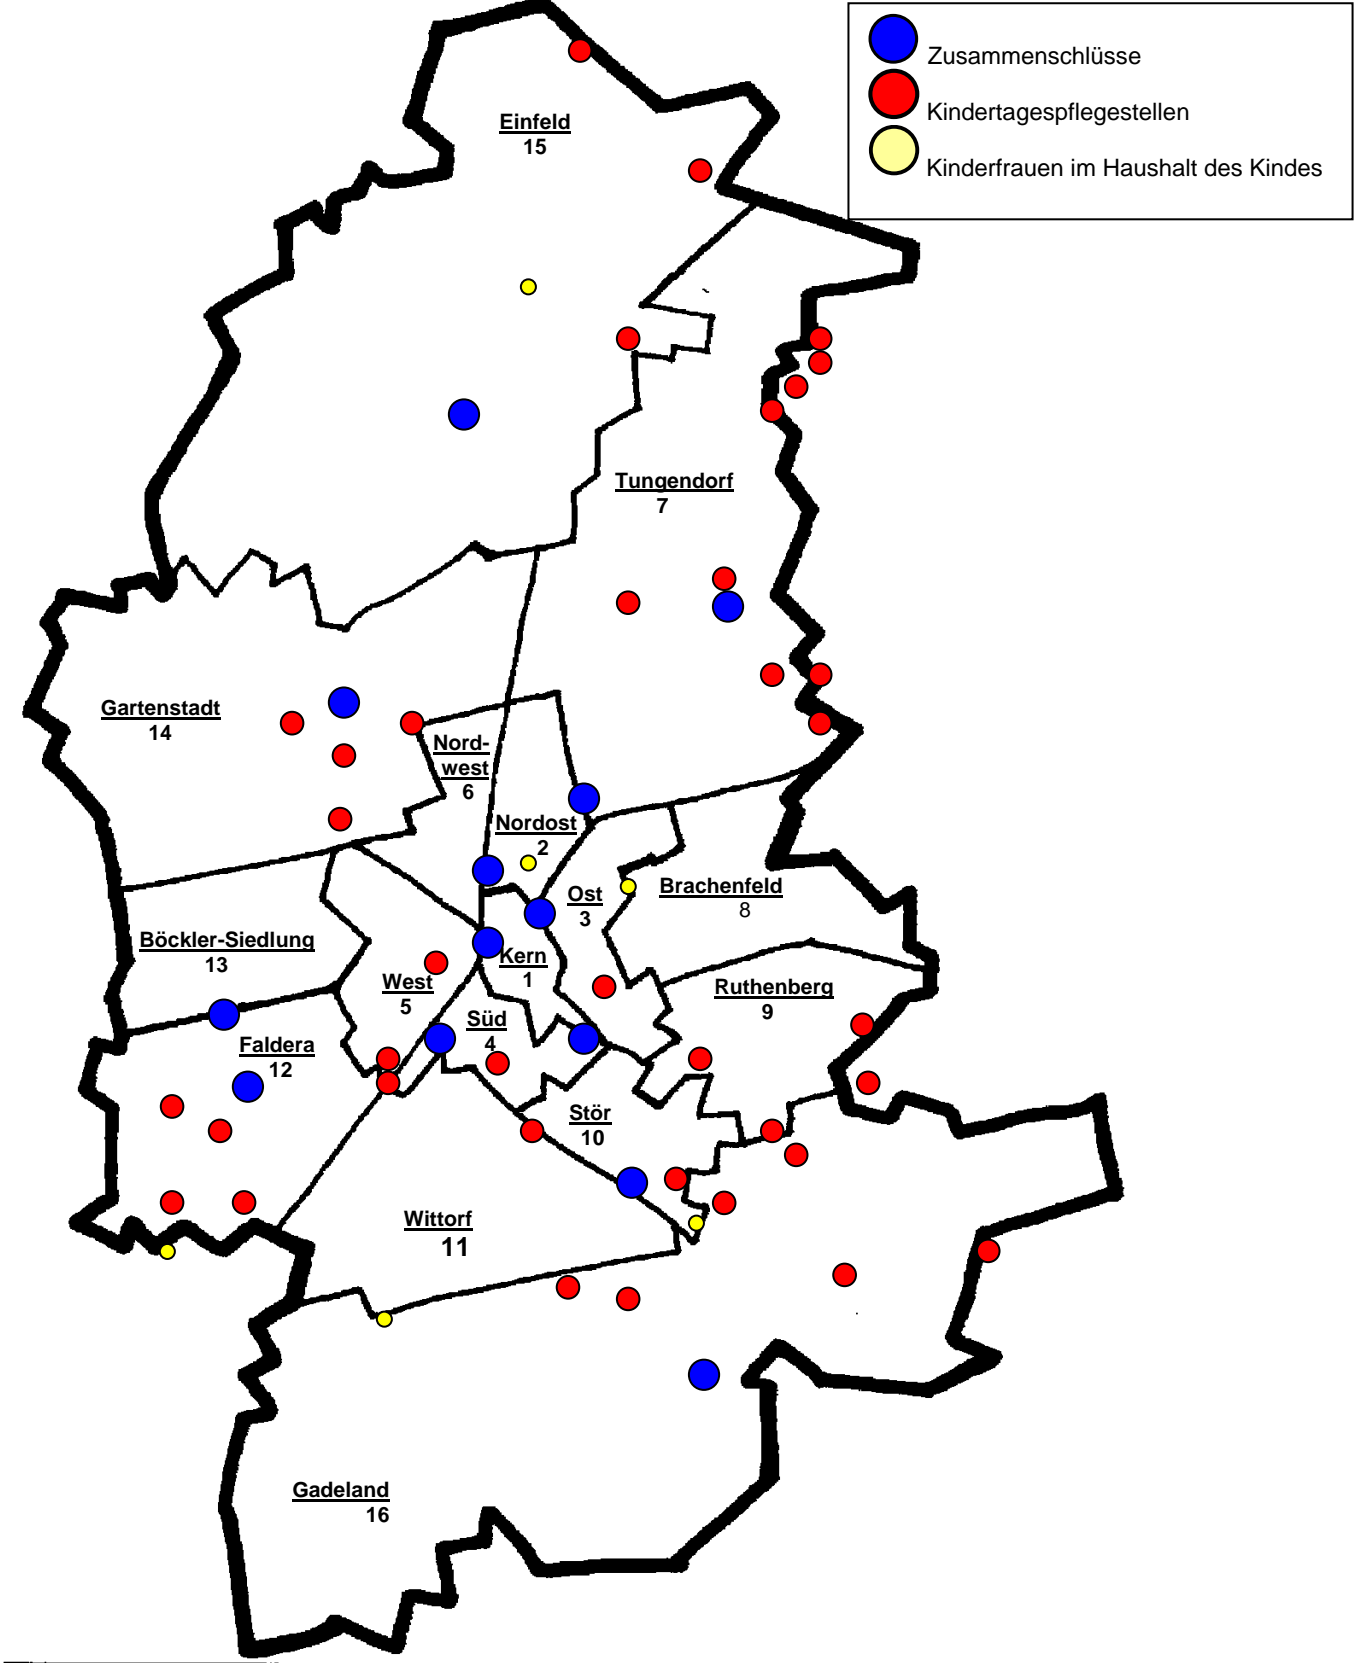 Zusammenschlüsse
Kindertagespflegestellen
Kinderfrauen im Haushalt des Kindes
Einfeld
15
Tungendorf
7
Gartenstadt
14
Nord-
west
6
Nordost
2
Ost
3
Brachenfeld
8
Böckler-Siedlung
13
Kern
1
West
5
Ruthenberg
9
Süd
4
Faldera
12
Stör
10
Wittorf
11
Gadeland
16